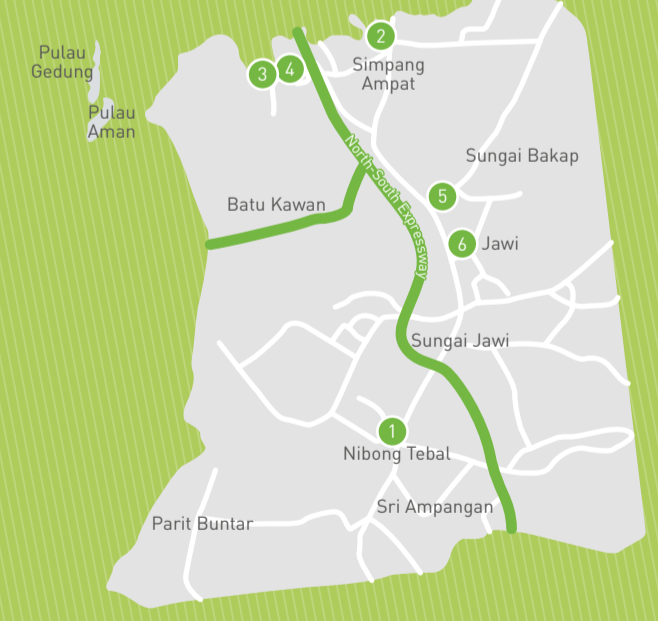 2
Simpang
Ampat
Pulau
Gedung
3
4
Pulau
Aman
North-South Expressway
Sungai Bakap
5
Batu Kawan
6
Jawi
Sungai Jawi
1
Nibong Tebal
Sri Ampangan
Parit Buntar